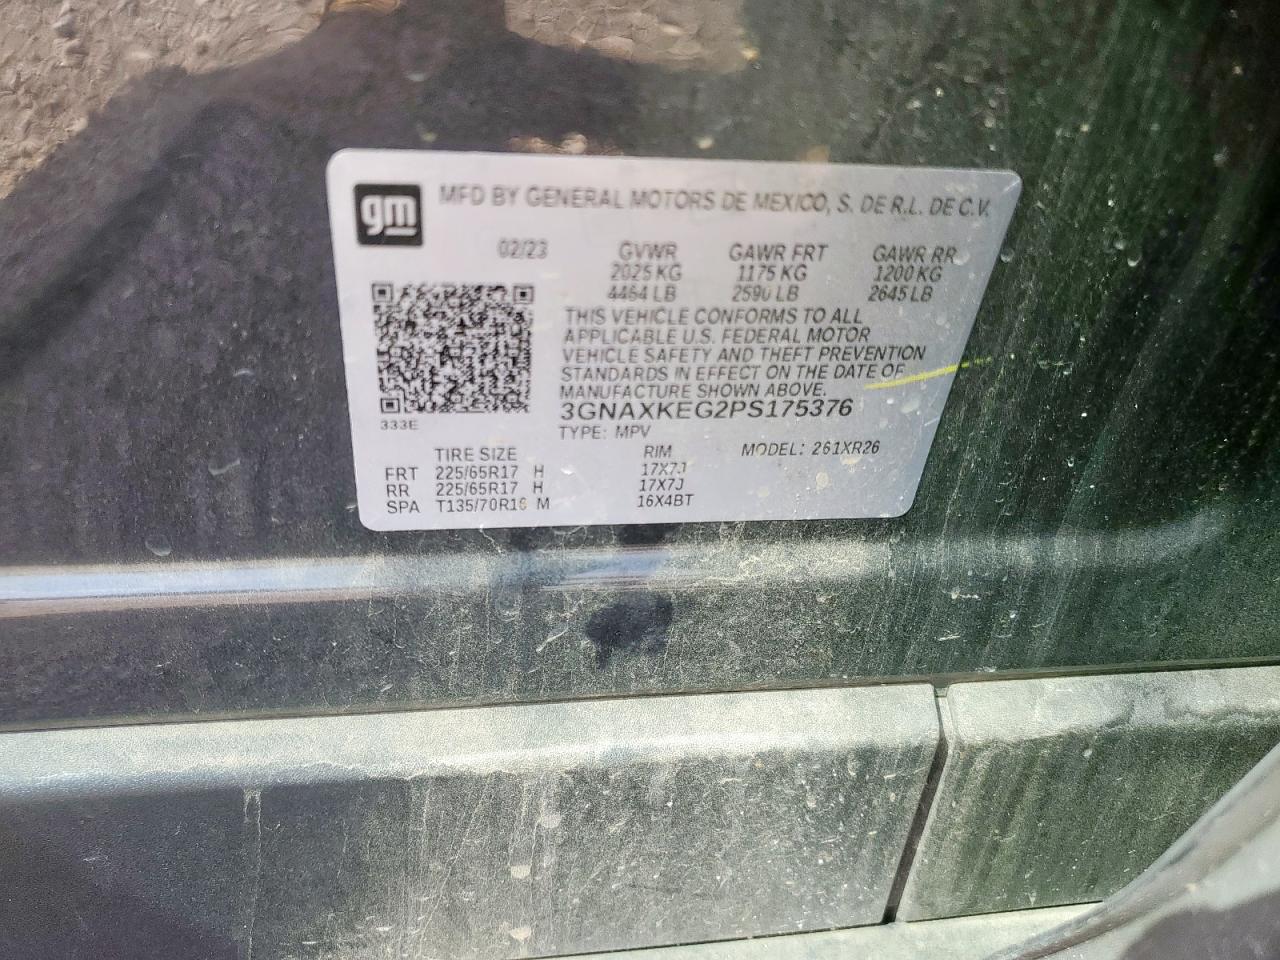 gm MFD BY GENERAL MOTORS DE MEXICO, S. DE R.L. DE C.V.
02/23 GVWR GAWR FRT GAWR RR
2025 KG 1175 KG 1200 KG
4464 LB 2590 LB 2645 LB
THIS VEHICLE CONFORMS TO ALL
APPLICABLE U.S. FEDERAL MOTOR
VEHICLE SAFETY AND THEFT PREVENTION
STANDARDS IN EFFECT ON THE DATE OF
MANUFACTURE SHOWN ABOVE.
3GNAXKEG2PS175376
333E
TYPE: MPV
TIRE SIZE RIM MODEL: 261XR26
FRT 225/65R17 H 17X7J
RR 225/65R17 H 17X7J
SPA T135/70R16 M 16X4BT